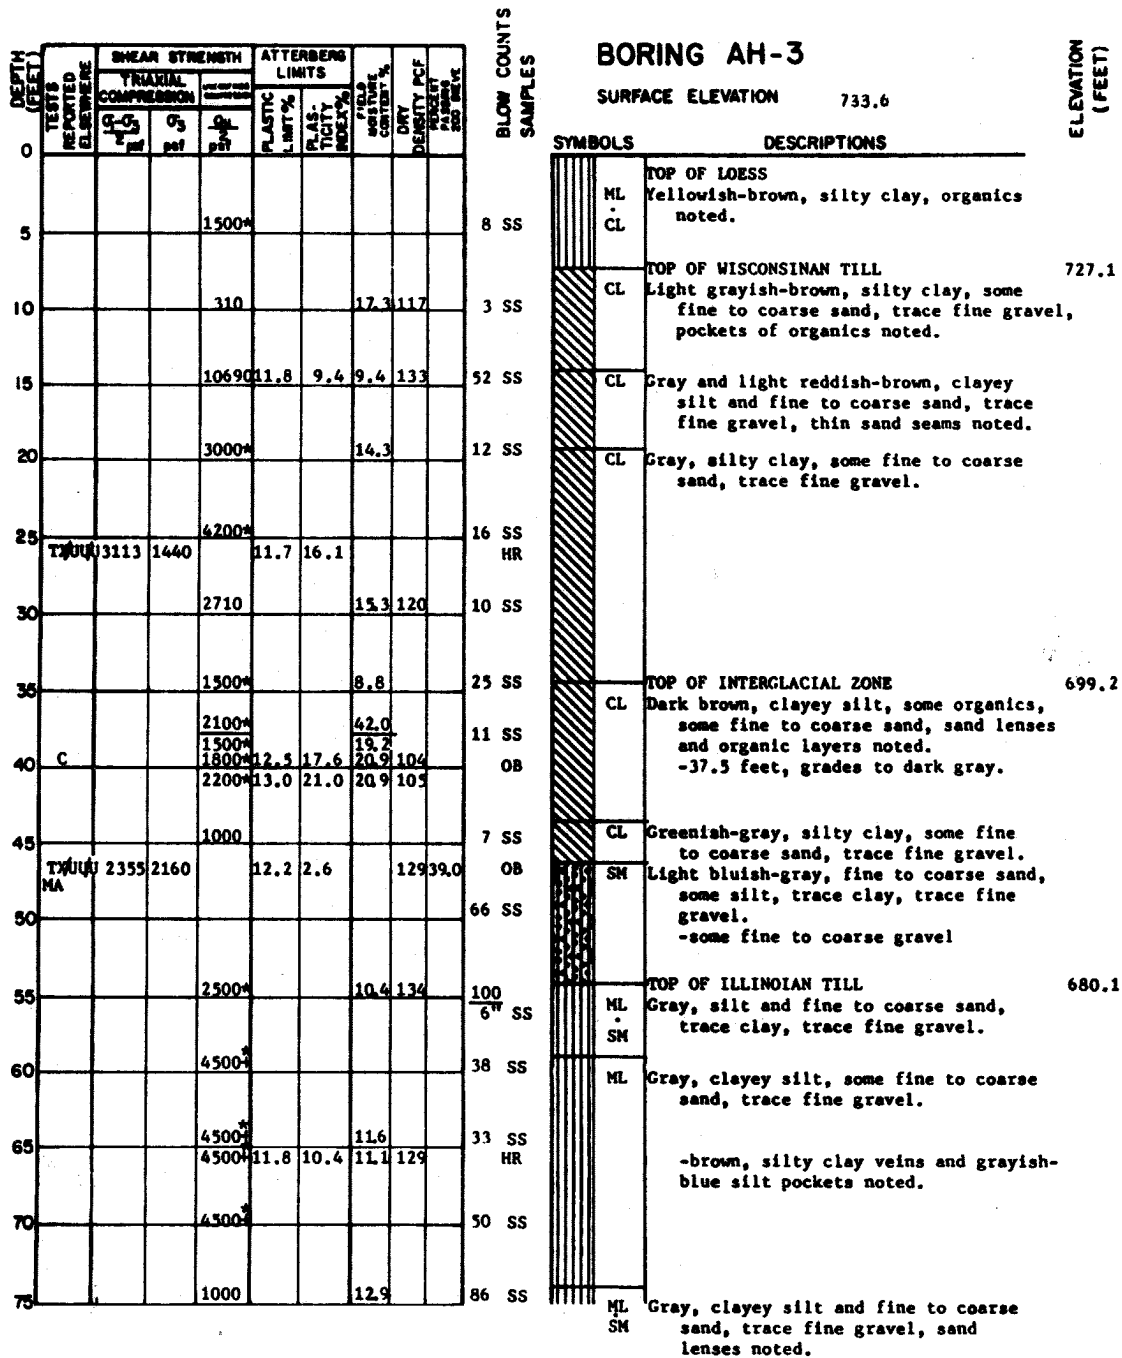 BORING AH-3
SURFACE ELEVATION 733.6
DEPTH (FEET)
TESTS REPORTED ELSEWHERE
SHEAR STRENGTH
TRIAXIAL COMPRESSION
psf psf psf
ATTERBERG LIMITS
PLASTIC LIMIT %
PLAS-TICITY INDEX %
FIELD MOISTURE CONTENT %
DRY DENSITY PCF
PERCENT PASSING 200 SIEVE
BLOW COUNTS
SAMPLES
SYMBOLS
DESCRIPTIONS
ELEVATION (FEET)
0
1500* 8 SS
5
310 17.3 117 3 SS
10
10690 11.8 9.4 9.4 133 52 SS
15
3000* 14.3 12 SS
20
4200* 16 SS
25
3113 1440 11.7 16.1 HR
2710 15.3 120 10 SS
30
1500* 8.8 25 SS
35
2100* 42.0
11 SS
1500* 19.2
C 1800* 12.5 17.6 20.9 104 OB
40
2200* 13.0 21.0 20.9 105
1000 7 SS
45
2355 2160 12.2 2.6 129 39.0 OB
MA
66 SS
50
2500* 10.4 134 100
55
6" SS
4500+* 38 SS
60
4500+* 11.6 33 SS
65
4500+* 11.8 10.4 11.1 129 HR
4500+* 50 SS
70
1000 12.9 86 SS
75
TOP OF LOESS
ML Yellowish-brown, silty clay, organics
· noted.
CL
TOP OF WISCONSINAN TILL 727.1
CL Light grayish-brown, silty clay, some
fine to coarse sand, trace fine gravel,
pockets of organics noted.
CL Gray and light reddish-brown, clayey
silt and fine to coarse sand, trace
fine gravel, thin sand seams noted.
CL Gray, silty clay, some fine to coarse
sand, trace fine gravel.
TOP OF INTERGLACIAL ZONE 699.2
CL Dark brown, clayey silt, some organics,
some fine to coarse sand, sand lenses
and organic layers noted.
-37.5 feet, grades to dark gray.
CL Greenish-gray, silty clay, some fine
to coarse sand, trace fine gravel.
SM Light bluish-gray, fine to coarse sand,
some silt, trace clay, trace fine
gravel.
-some fine to coarse gravel
TOP OF ILLINOIAN TILL 680.1
ML Gray, silt and fine to coarse sand,
· trace clay, trace fine gravel.
SM
ML Gray, clayey silt, some fine to coarse
sand, trace fine gravel.
-brown, silty clay veins and grayish-
blue silt pockets noted.
ML Gray, clayey silt and fine to coarse
SM sand, trace fine gravel, sand
lenses noted.